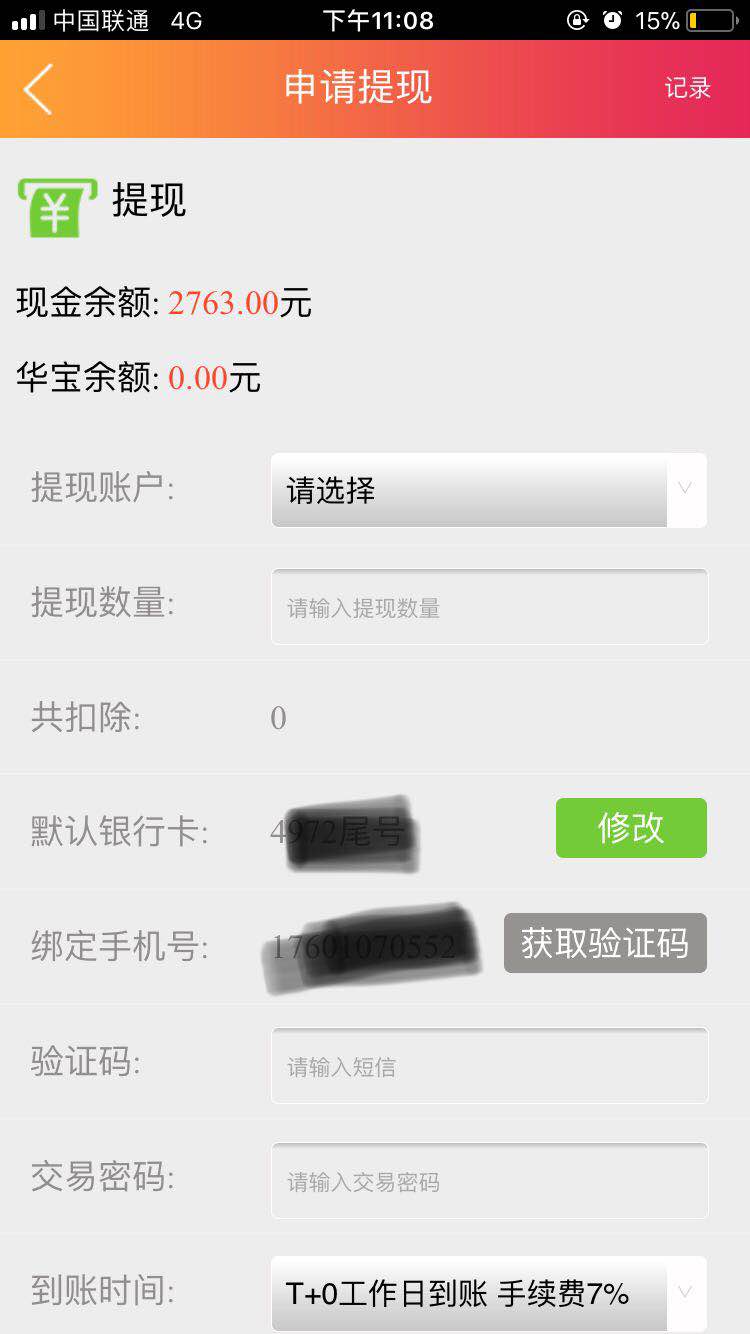 中国联通 4G 下午11:08 15%
申请提现 记录
提现
现金余额: 2763.00元
华宝余额: 0.00元
提现账户: 请选择
提现数量: 请输入提现数量
共扣除: 0
默认银行卡: 修改
绑定手机号: 获取验证码
验证码: 请输入短信
交易密码: 请输入交易密码
到账时间: T+0工作日到账 手续费7%